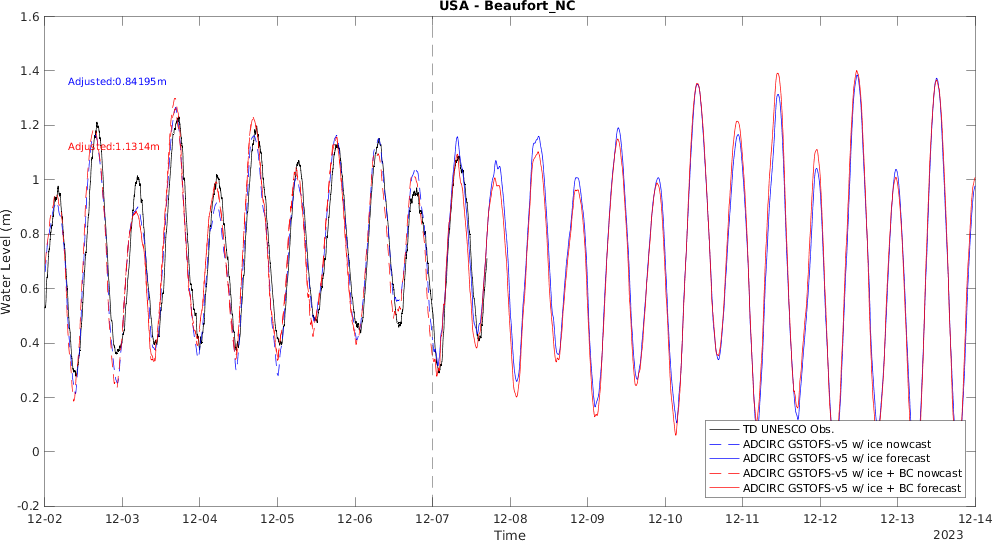 USA - Beaufort_NC
1.6
1.4
1.2
1
0.8
0.6
0.4
0.2
0
-0.2
Water Level (m)
Adjusted:0.84195m
Adjusted:1.1314m
TD UNESCO Obs.
ADCIRC GSTOFS-v5 w/ ice nowcast
ADCIRC GSTOFS-v5 w/ ice forecast
ADCIRC GSTOFS-v5 w/ ice + BC nowcast
ADCIRC GSTOFS-v5 w/ ice + BC forecast
12-02 12-03 12-04 12-05 12-06 12-07 12-08 12-09 12-10 12-11 12-12 12-13 12-14
Time
2023